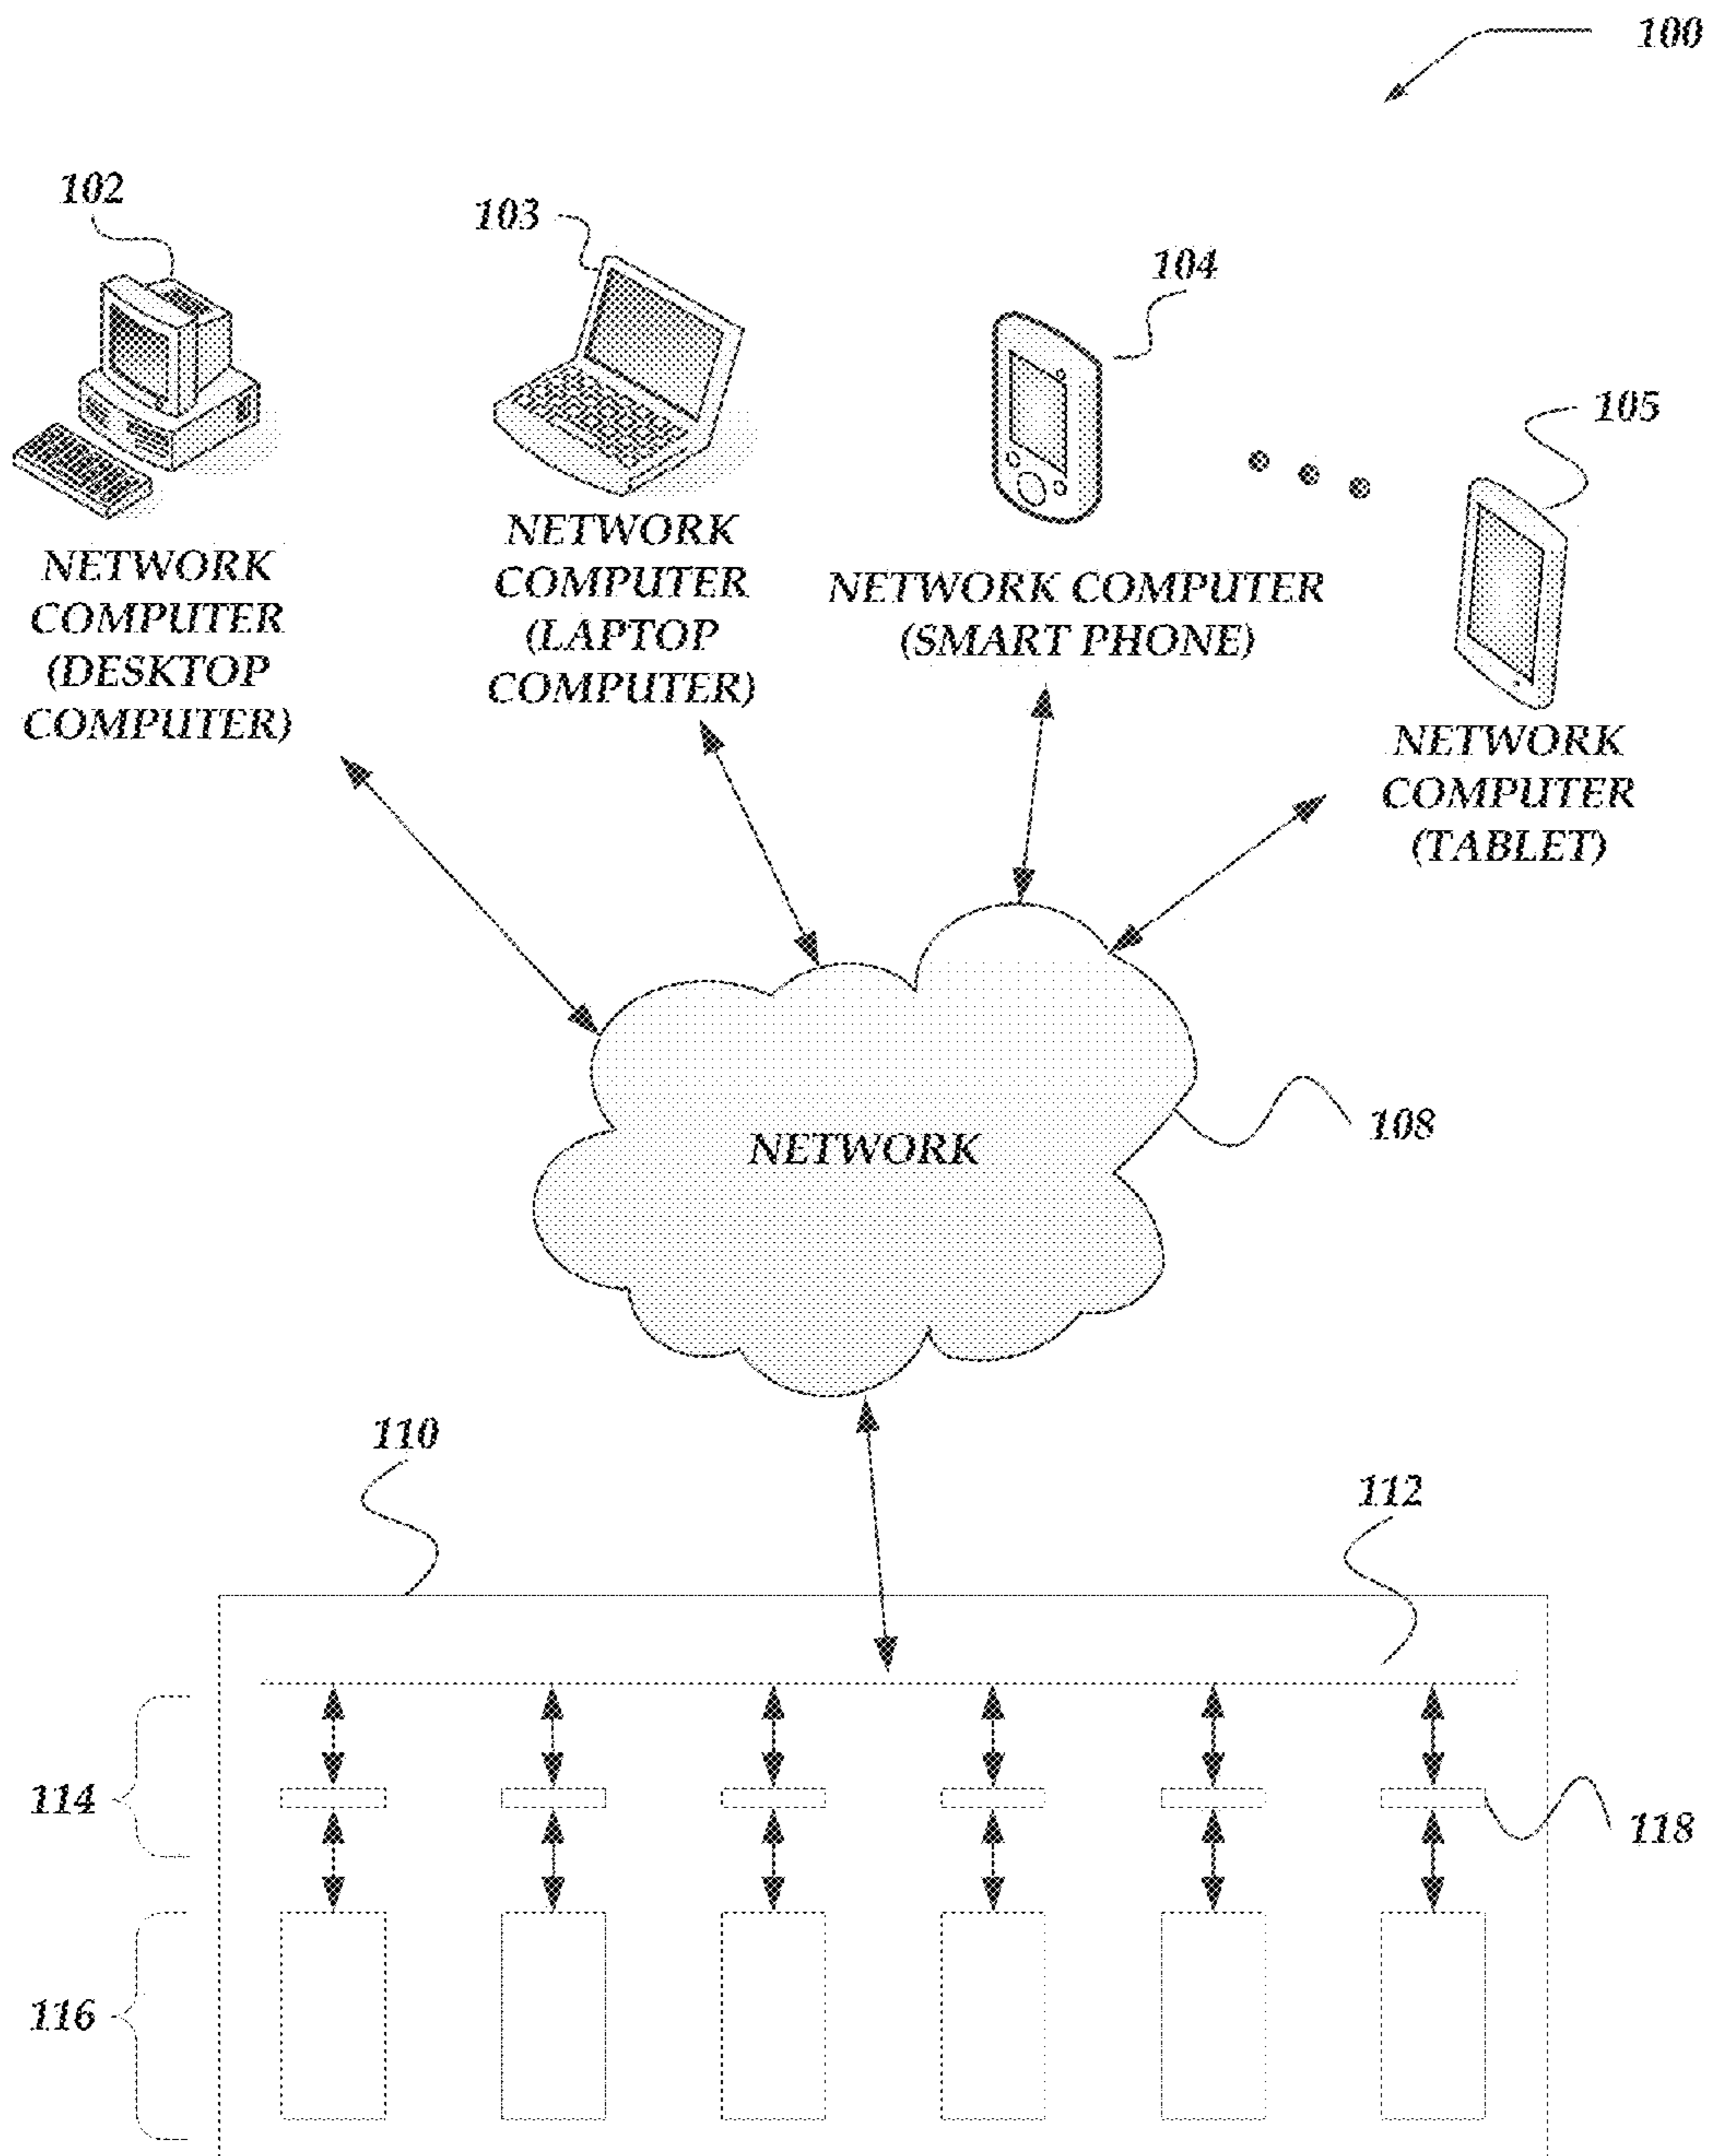 100
102
103
104
105
NETWORK
COMPUTER
(DESKTOP
COMPUTER)
NETWORK
COMPUTER
(LAPTOP
COMPUTER)
NETWORK COMPUTER
(SMART PHONE)
NETWORK
COMPUTER
(TABLET)
NETWORK
108
110
112
114
118
116